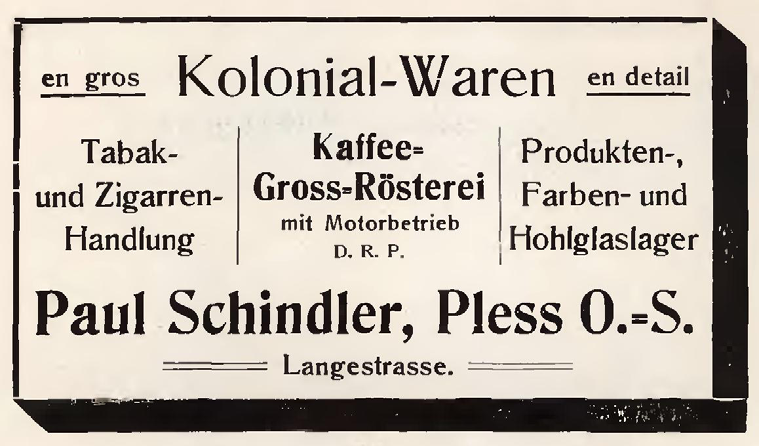 en gros Kolonial-Waren en detail
Tabak-
und Zigarren-
Handlung
Kaffee=
Gross=Rösterei
mit Motorbetrieb
D. R. P.
Produkten-,
Farben- und
Hohlglaslager
Paul Schindler, Pless O.=S.
Langestrasse.